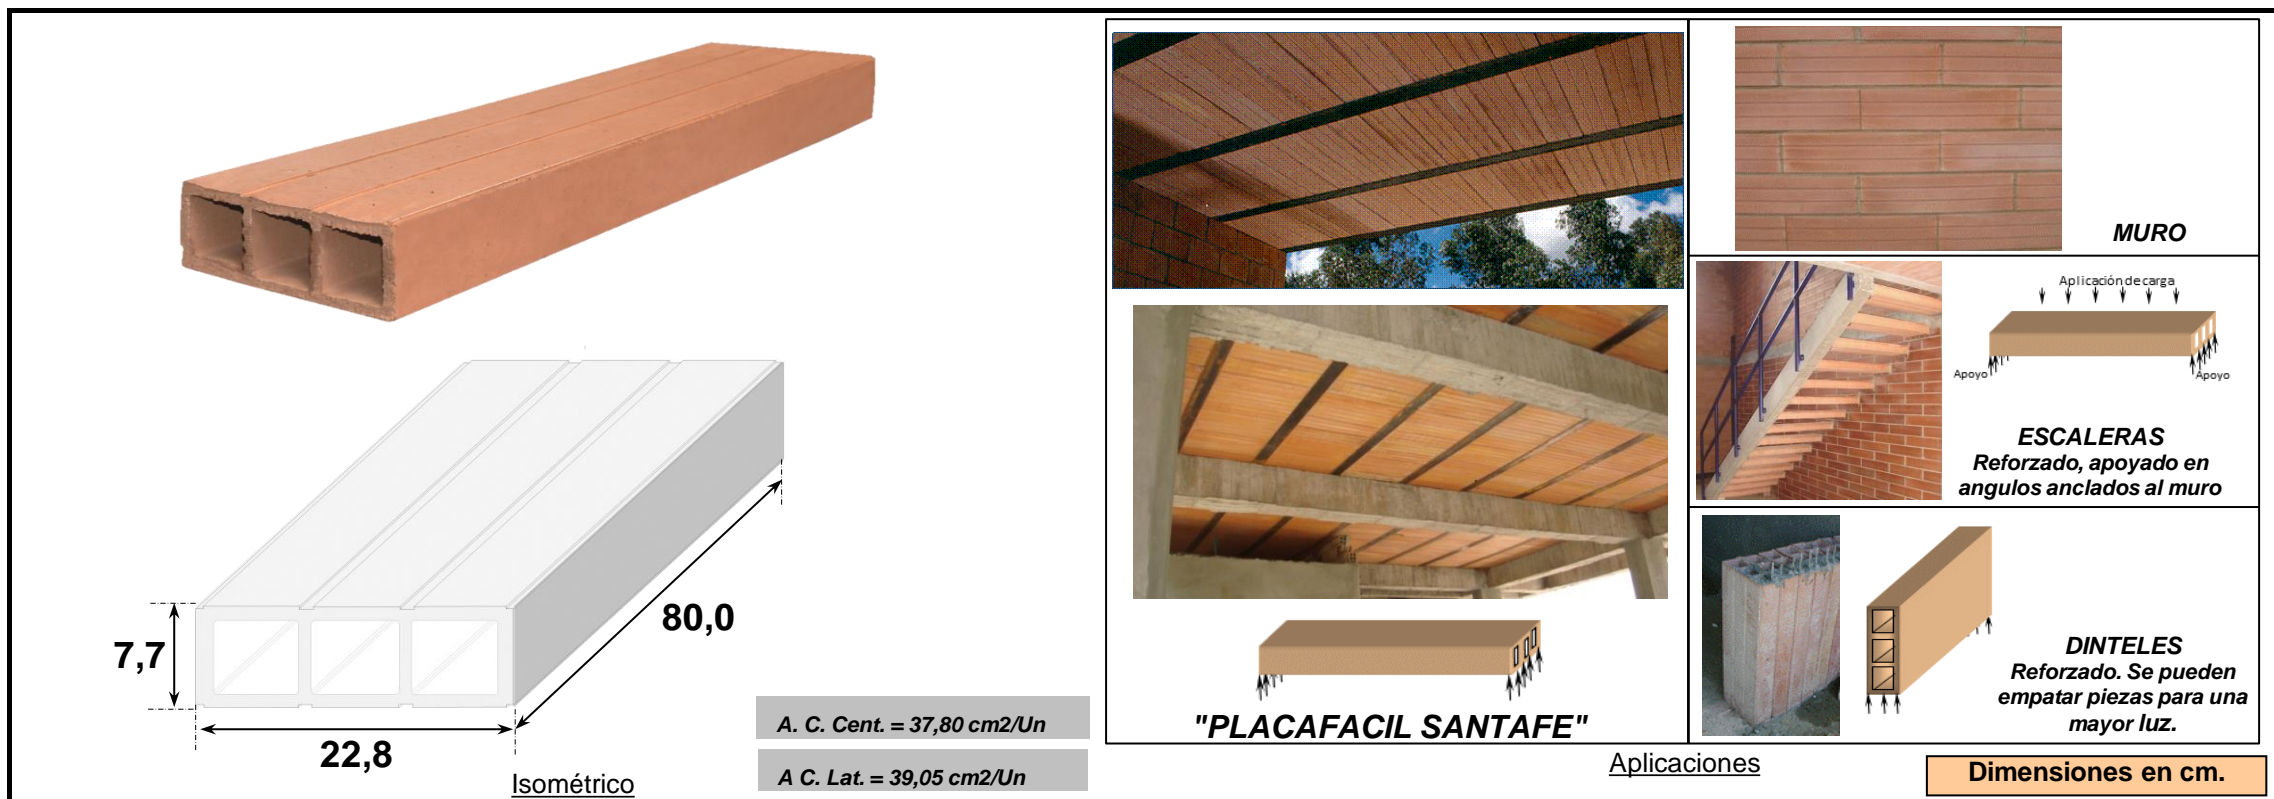 7,7
22,8
80,0
Isométrico
A. C. Cent. = 37,80 cm2/Un
A C. Lat. = 39,05 cm2/Un
"PLACAFACIL SANTAFE"
MURO
Aplicación de carga
Apoyo
Apoyo
ESCALERAS
Reforzado, apoyado en
angulos anclados al muro
DINTELES
Reforzado. Se pueden
empatar piezas para una
mayor luz.
Aplicaciones
Dimensiones en cm.